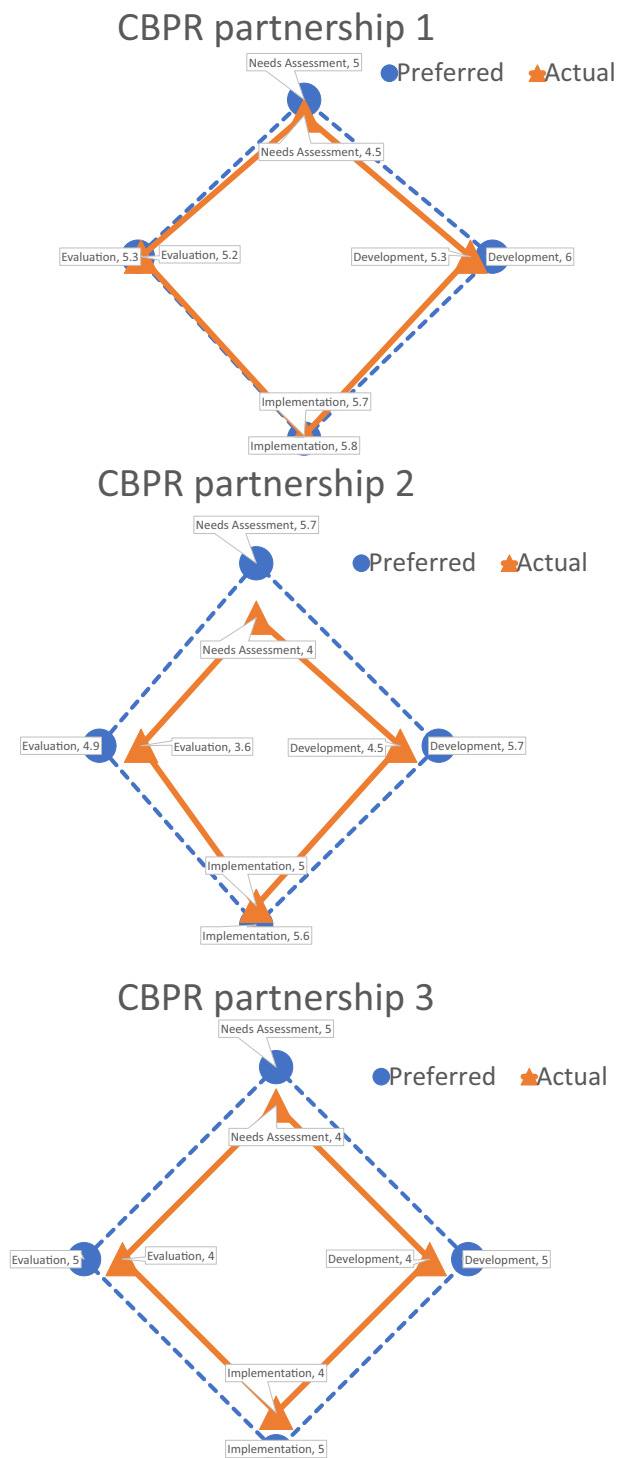 CBPR partnership 1
Needs Assessment, 5
Preferred Actual
Needs Assessment, 4.5
Evaluation, 5.3 Evaluation, 5.2 Development, 5.3 Development, 6
Implementation, 5.7
Implementation, 5.8
CBPR partnership 2
Needs Assessment, 5.7
Preferred Actual
Needs Assessment, 4
Evaluation, 4.9 Evaluation, 3.6 Development, 4.5 Development, 5.7
Implementation, 5
Implementation, 5.6
CBPR partnership 3
Needs Assessment, 5
Preferred Actual
Needs Assessment, 4
Evaluation, 5 Evaluation, 4 Development, 4 Development, 5
Implementation, 4
Implementation, 5